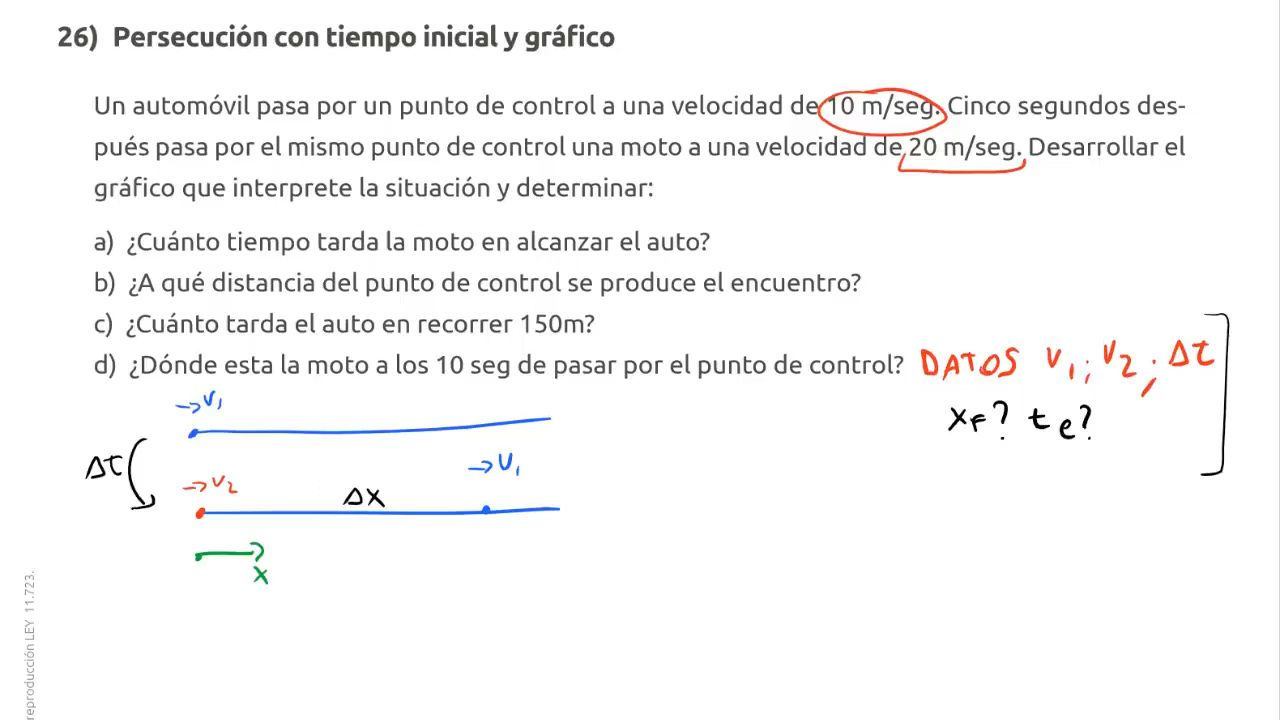 26) Persecución con tiempo inicial y gráfico
Un automóvil pasa por un punto de control a una velocidad de 10 m/seg. Cinco segundos des-
pués pasa por el mismo punto de control una moto a una velocidad de 20 m/seg. Desarrollar el
gráfico que interprete la situación y determinar:
a) ¿Cuánto tiempo tarda la moto en alcanzar el auto?
b) ¿A qué distancia del punto de control se produce el encuentro?
c) ¿Cuánto tarda el auto en recorrer 150m?
d) ¿Dónde esta la moto a los 10 seg de pasar por el punto de control?
DATOS V1; V2; Δt
xF? te?
→V1
Δt
→V1
→V2
Δx
x
reproducción LEY 11.723.